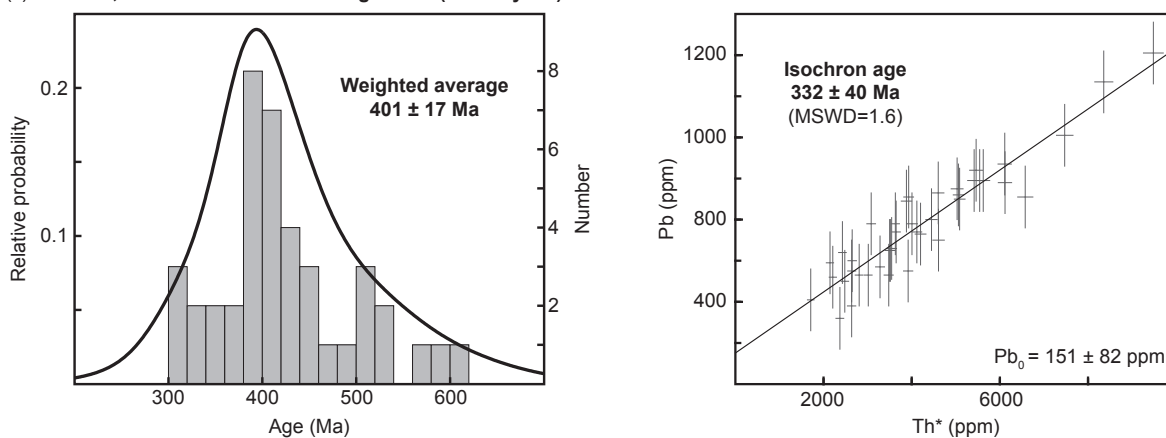 Weighted average
401 ± 17 Ma
Relative probability
0.2
0.1
8
6
4
2
Number
300
400
500
600
Age (Ma)
Isochron age
332 ± 40 Ma
(MSWD=1.6)
Pb (ppm)
1200
1000
800
400
Pb₀ = 151 ± 82 ppm
2000
6000
Th* (ppm)